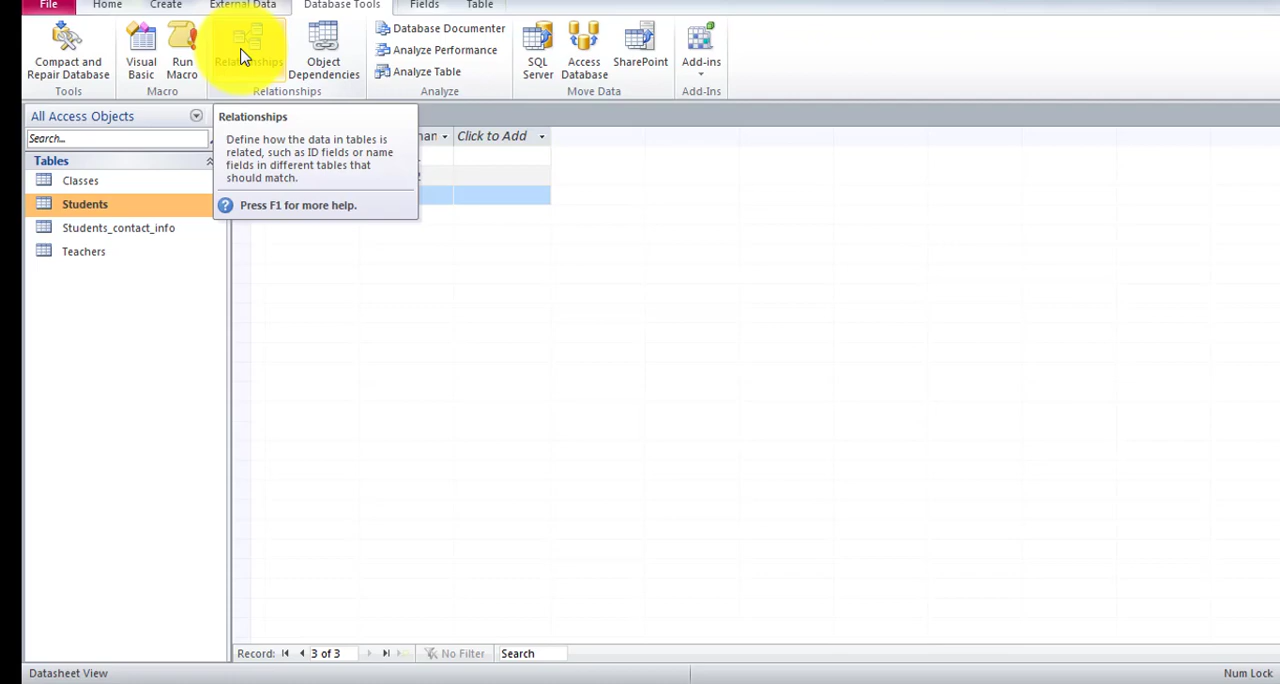 File Home Create External Data Database Tools Fields Table
Compact and Repair Database
Visual Basic
Run Macro
Relationships
Object Dependencies
Database Documenter
Analyze Performance
Analyze Table
SQL Server
Access Database
SharePoint
Add-ins
Tools Macro Relationships Analyze Move Data Add-Ins
All Access Objects
Search...
Tables
Classes
Students
Students_contact_info
Teachers
Relationships
Define how the data in tables is
related, such as ID fields or name
fields in different tables that
should match.
Press F1 for more help.
Click to Add
Record: 3 of 3 No Filter Search
Datasheet View Num Lock